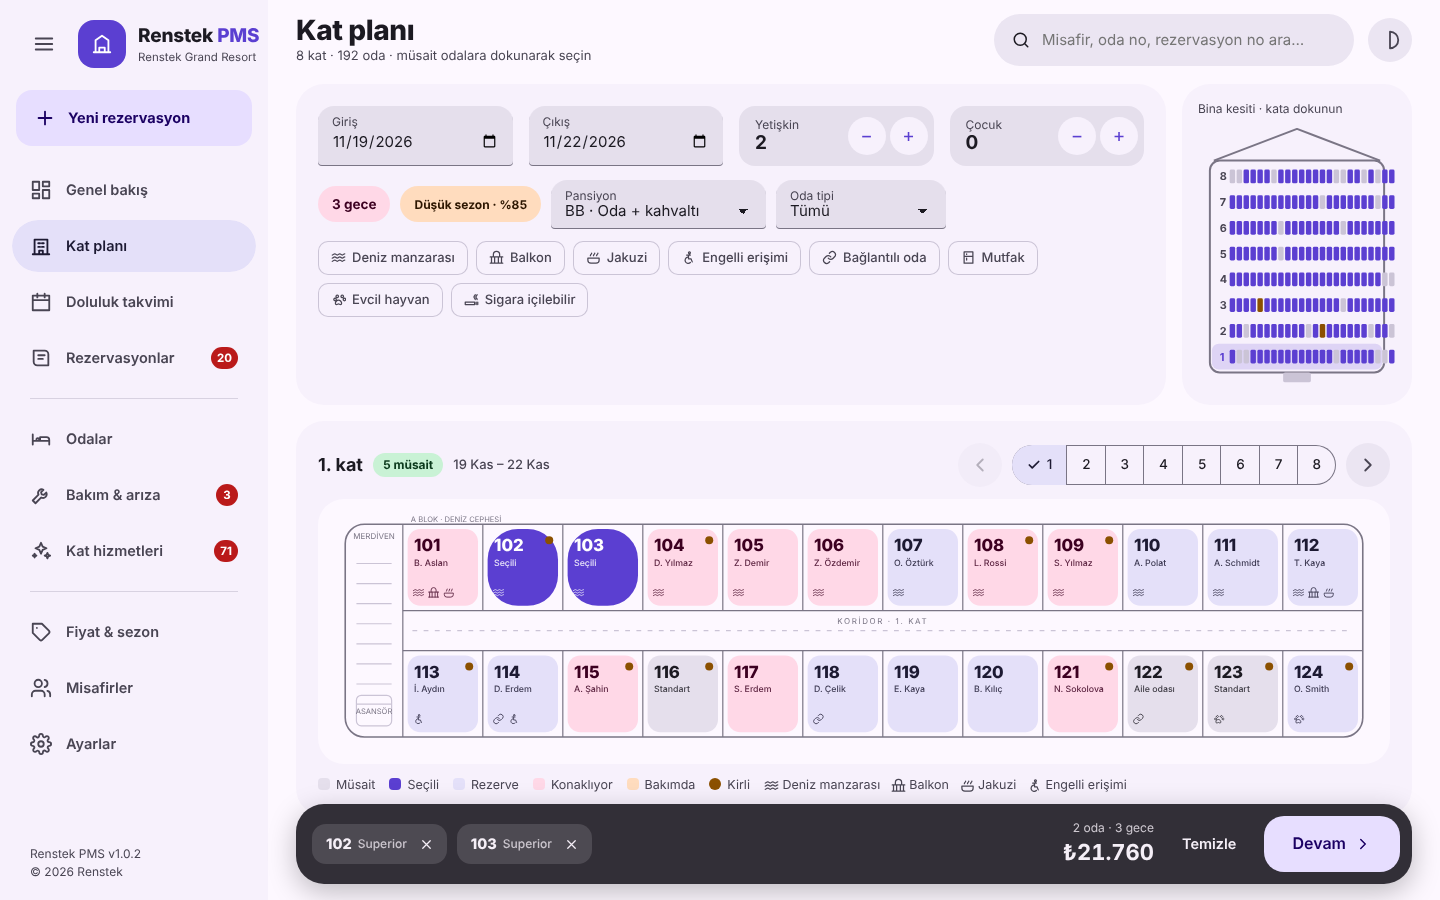 Renstek PMS
Renstek Grand Resort
Yeni rezervasyon
Genel bakış
Kat planı
Doluluk takvimi
Rezervasyonlar 20
Odalar
Bakım & arıza 3
Kat hizmetleri 71
Fiyat & sezon
Misafirler
Ayarlar
Renstek PMS v1.0.2
© 2026 Renstek
Kat planı
8 kat · 192 oda · müsait odalara dokunarak seçin
Misafir, oda no, rezervasyon no ara...
Giriş
11/19/2026
Çıkış
11/22/2026
Yetişkin
2
Çocuk
0
3 gece
Düşük sezon · %85
Pansiyon
BB · Oda + kahvaltı
Oda tipi
Tümü
Deniz manzarası
Balkon
Jakuzi
Engelli erişimi
Bağlantılı oda
Mutfak
Evcil hayvan
Sigara içilebilir
Bina kesiti · kata dokunun
8
7
6
5
4
3
2
1
1. kat
5 müsait
19 Kas – 22 Kas
1 2 3 4 5 6 7 8
A BLOK · DENİZ CEPHESİ
MERDİVEN
101
B. Aslan
102
Seçili
103
Seçili
104
D. Yılmaz
105
Z. Demir
106
Z. Özdemir
107
O. Öztürk
108
L. Rossi
109
S. Yılmaz
110
A. Polat
111
A. Schmidt
112
T. Kaya
KORİDOR · 1. KAT
113
İ. Aydın
114
D. Erdem
115
A. Şahin
116
Standart
117
S. Erdem
118
D. Çelik
119
E. Kaya
120
B. Kılıç
121
N. Sokolova
122
Aile odası
123
Standart
124
O. Smith
ASANSÖR
Müsait Seçili Rezerve Konaklıyor Bakımda Kirli Deniz manzarası Balkon Jakuzi Engelli erişimi
102 Superior
103 Superior
2 oda · 3 gece
₺21.760
Temizle
Devam